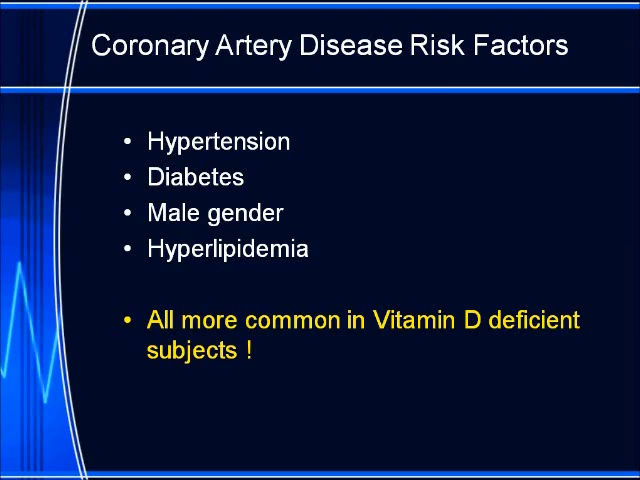 Coronary Artery Disease Risk Factors
• Hypertension
• Diabetes
• Male gender
• Hyperlipidemia
• All more common in Vitamin D deficient
subjects !